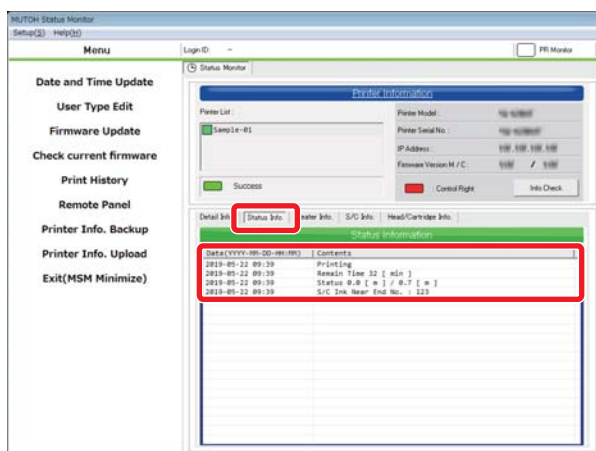 MUTOH Status Monitor
Setup(S) Help(H)
Menu
Login ID: -
PR Monitor
Status Monitor
Date and Time Update
User Type Edit
Firmware Update
Check current firmware
Print History
Remote Panel
Printer Info. Backup
Printer Info. Upload
Exit(MSM Minimize)
Printer Information
Printer List :
Sample-01
Success
Printer Model :
Printer Serial No. :
IP Address :
Firmware Version M / C : /
Control Right
Info Check
Detail Info. Status Info. Heater Info. S/C Info. Head/Cartridge Info.
Status Information
Date(YYYY-MM-DD-HH:MM) Contents
2019-05-22 09:39 Printing
2019-05-22 09:39 Remain Time 32 [ min ]
2019-05-22 09:39 Status 0.0 [ m ] / 0.7 [ m ]
2019-05-22 09:39 S/C Ink Near End No. : 123